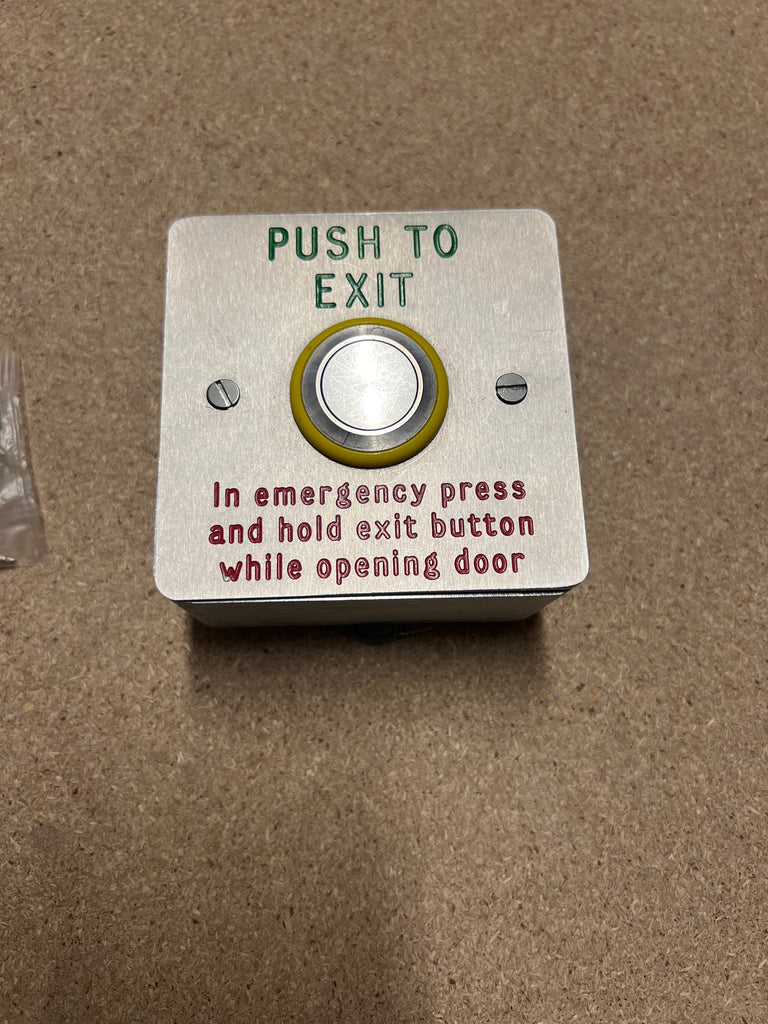 PUSH TO
EXIT
In emergency press
and hold exit button
while opening door